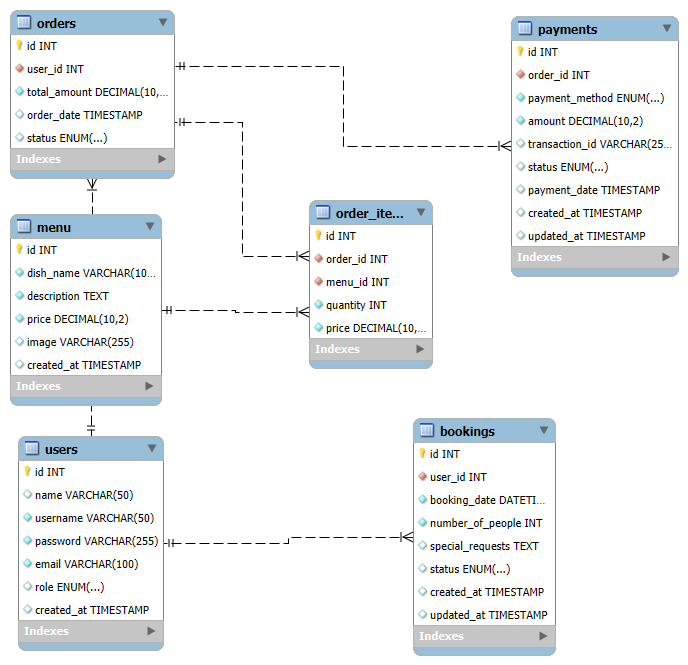 orders
id INT
user_id INT
total_amount DECIMAL(10,...
order_date TIMESTAMP
status ENUM(...)
Indexes
payments
id INT
order_id INT
payment_method ENUM(...)
amount DECIMAL(10,2)
transaction_id VARCHAR(25...
status ENUM(...)
payment_date TIMESTAMP
created_at TIMESTAMP
updated_at TIMESTAMP
Indexes
menu
id INT
dish_name VARCHAR(10...
description TEXT
price DECIMAL(10,2)
image VARCHAR(255)
created_at TIMESTAMP
Indexes
order_ite...
id INT
order_id INT
menu_id INT
quantity INT
price DECIMAL(10,...
Indexes
users
id INT
name VARCHAR(50)
username VARCHAR(50)
password VARCHAR(255)
email VARCHAR(100)
role ENUM(...)
created_at TIMESTAMP
Indexes
bookings
id INT
user_id INT
booking_date DATETI...
number_of_people INT
special_requests TEXT
status ENUM(...)
created_at TIMESTAMP
updated_at TIMESTAMP
Indexes